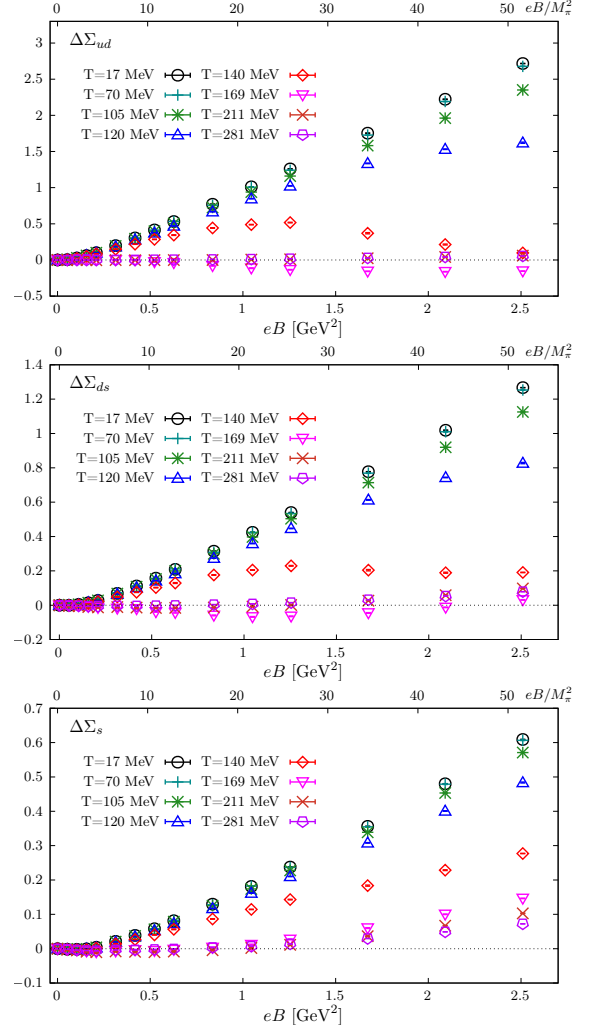 0 10 20 30 40 50 eB/M_π^2
ΔΣ_ud
T=17 MeV T=140 MeV
T=70 MeV T=169 MeV
T=105 MeV T=211 MeV
T=120 MeV T=281 MeV
3
2.5
2
1.5
1
0.5
0
−0.5
0 0.5 1 1.5 2 2.5
eB [GeV^2]
0 10 20 30 40 50 eB/M_π^2
ΔΣ_ds
T=17 MeV T=140 MeV
T=70 MeV T=169 MeV
T=105 MeV T=211 MeV
T=120 MeV T=281 MeV
1.4
1.2
1
0.8
0.6
0.4
0.2
0
−0.2
0 0.5 1 1.5 2 2.5
eB [GeV^2]
0 10 20 30 40 50 eB/M_π^2
ΔΣ_s
T=17 MeV T=140 MeV
T=70 MeV T=169 MeV
T=105 MeV T=211 MeV
T=120 MeV T=281 MeV
0.7
0.6
0.5
0.4
0.3
0.2
0.1
0
−0.1
0 0.5 1 1.5 2 2.5
eB [GeV^2]